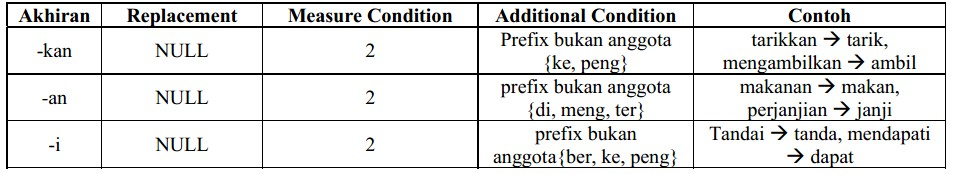 Akhiran Replacement Measure Condition Additional Condition Contoh
-kan NULL 2 Prefix bukan anggota {ke, peng} tarikkan → tarik, mengambilkan → ambil
-an NULL 2 prefix bukan anggota {di, meng, ter} makanan → makan, perjanjian → janji
-i NULL 2 prefix bukan anggota{ber, ke, peng} Tandai → tanda, mendapati → dapat